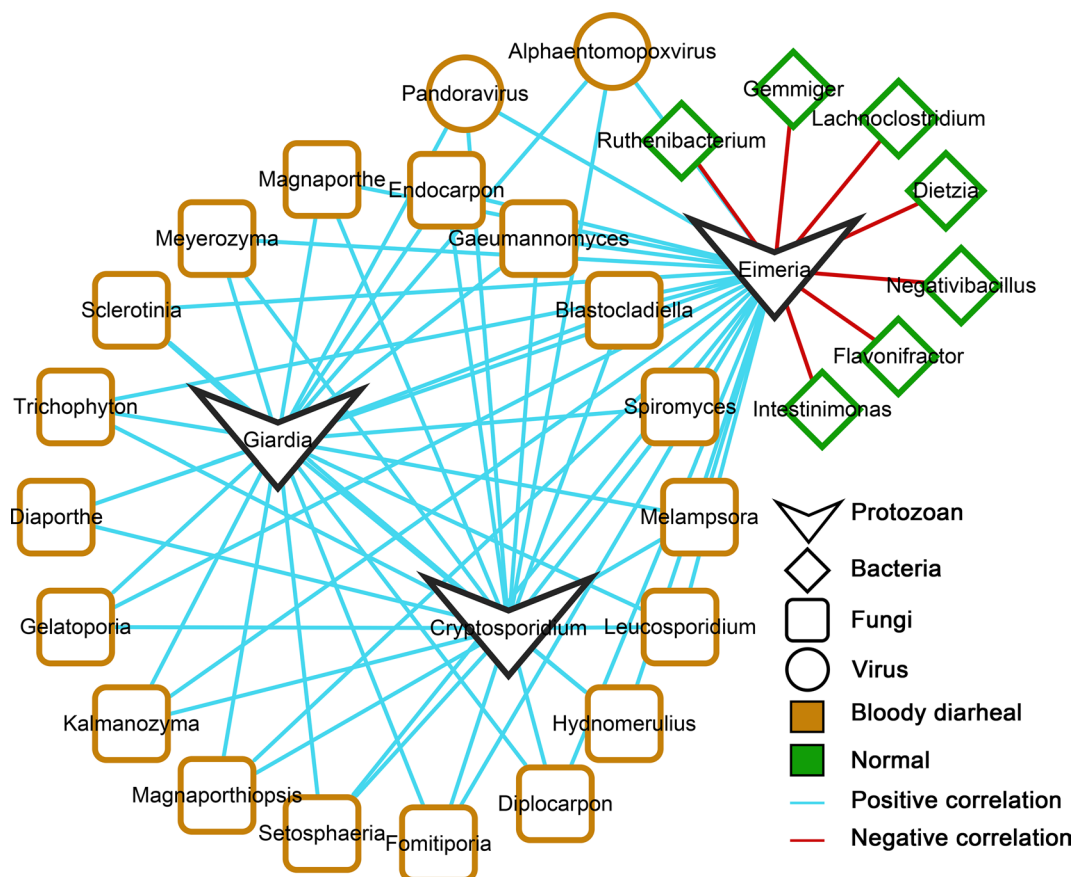 Alphaentomopoxvirus
Pandoravirus
Gemmiger
Lachnoclostridium
Ruthenibacterium
Magnaporthe
Endocarpon
Dietzia
Meyerozyma
Gaeumannomyces
Eimeria
Negativibacillus
Sclerotinia
Blastocladiella
Flavonifractor
Trichophyton
Spiromyces
Intestinimonas
Giardia
Diaporthe
Melampsora
Gelatoporia
Cryptosporidium
Leucosporidium
Kalmanozyma
Hydnomerulius
Magnaporthiopsis
Diplocarpon
Setosphaeria
Fomitiporia
Protozoan
Bacteria
Fungi
Virus
Bloody diarheal
Normal
Positive correlation
Negative correlation